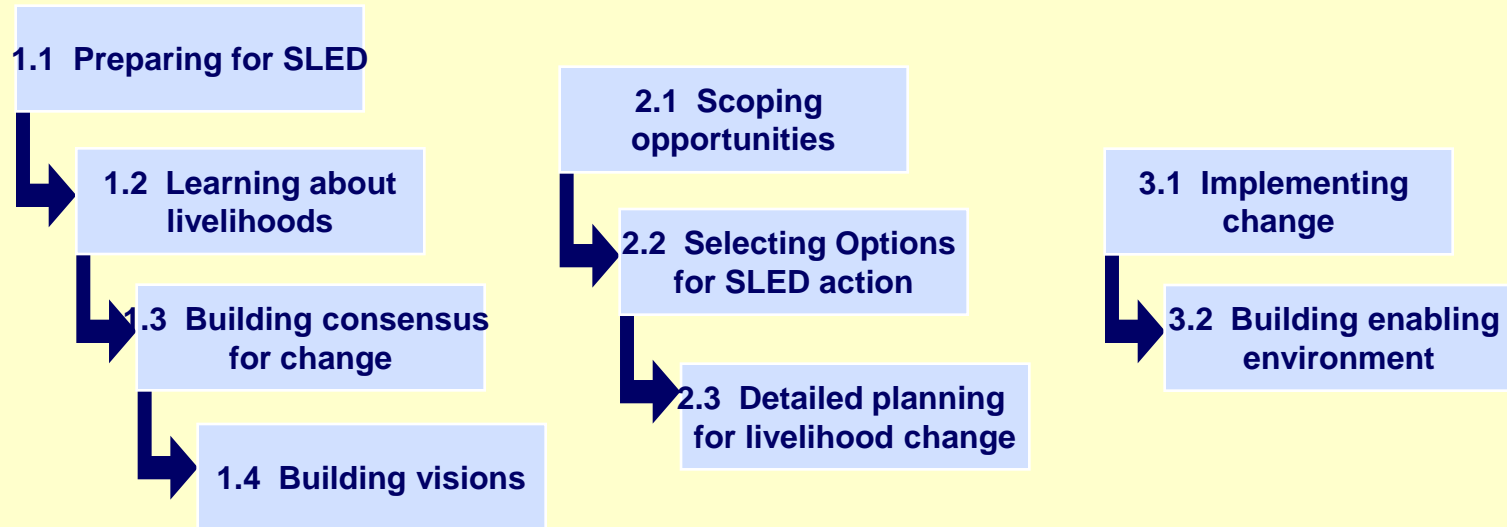 1.1 Preparing for SLED
1.2 Learning about
livelihoods
1.3 Building consensus
for change
1.4 Building visions
2.1 Scoping
opportunities
2.2 Selecting Options
for SLED action
2.3 Detailed planning
for livelihood change
3.1 Implementing
change
3.2 Building enabling
environment